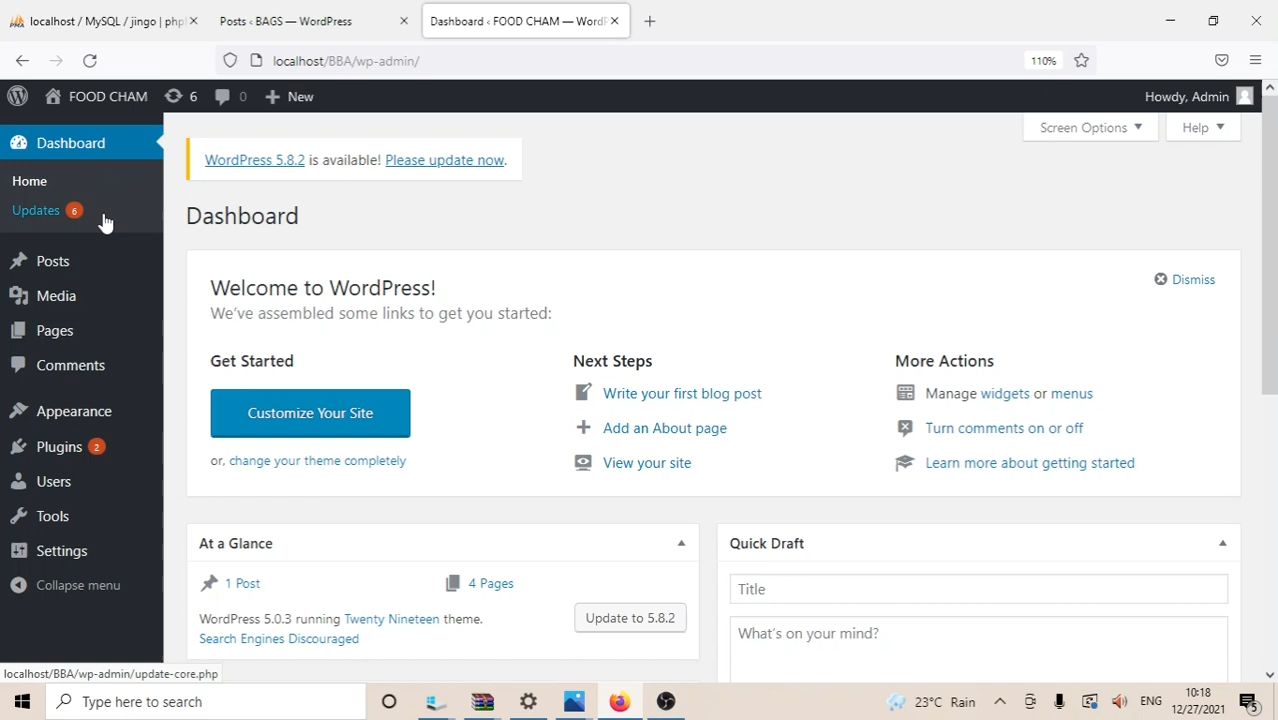 localhost / MySQL / jingo | php
Posts ‹ BAGS — WordPress
Dashboard ‹ FOOD CHAM — Word
localhost/BBA/wp-admin/
110%
FOOD CHAM
6
0
New
Howdy, Admin
Dashboard
Home
Updates 6
Posts
Media
Pages
Comments
Appearance
Plugins 2
Users
Tools
Settings
Collapse menu
Screen Options
Help
WordPress 5.8.2 is available! Please update now.
Dashboard
Welcome to WordPress!
Dismiss
We've assembled some links to get you started:
Get Started
Customize Your Site
or, change your theme completely
Next Steps
Write your first blog post
Add an About page
View your site
More Actions
Manage widgets or menus
Turn comments on or off
Learn more about getting started
At a Glance
1 Post
4 Pages
WordPress 5.0.3 running Twenty Nineteen theme.
Update to 5.8.2
Search Engines Discouraged
Quick Draft
Title
What's on your mind?
localhost/BBA/wp-admin/update-core.php
Type here to search
23°C Rain
ENG
10:18
12/27/2021
5